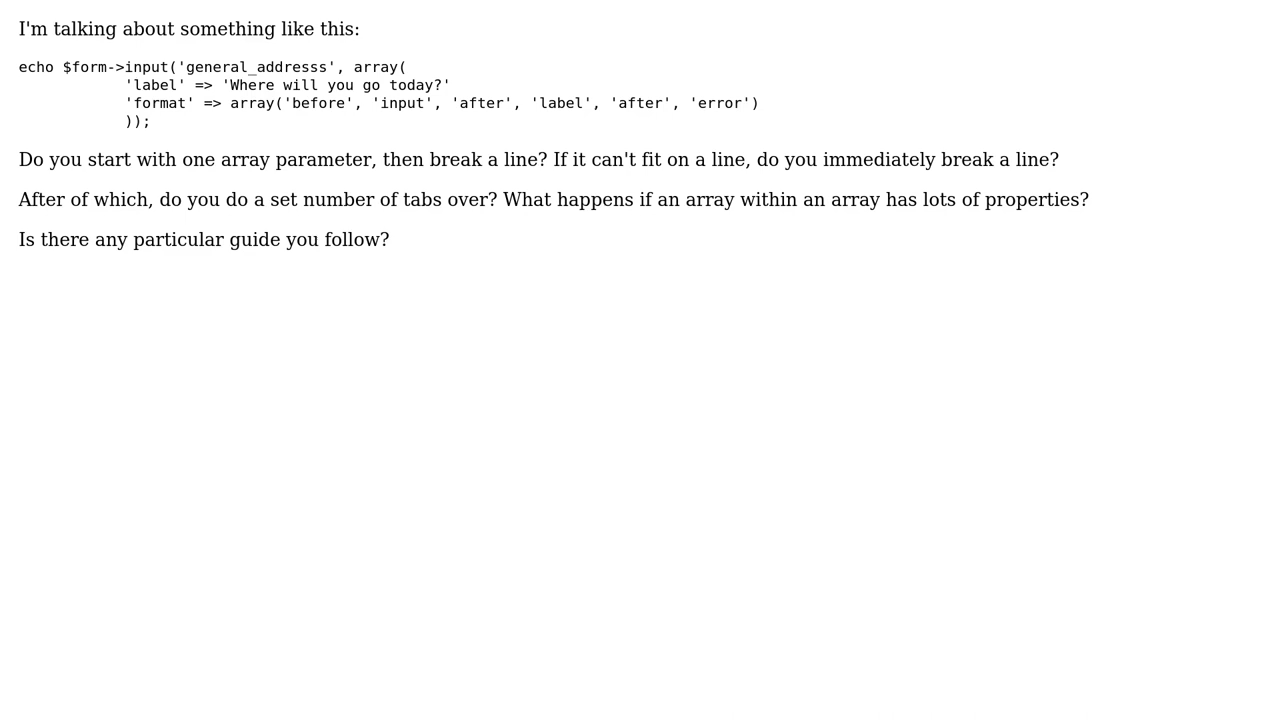 I'm talking about something like this:
echo $form->input('general_addresss', array(
'label' => 'Where will you go today?'
'format' => array('before', 'input', 'after', 'label', 'after', 'error')
));
Do you start with one array parameter, then break a line? If it can't fit on a line, do you immediately break a line?
After of which, do you do a set number of tabs over? What happens if an array within an array has lots of properties?
Is there any particular guide you follow?